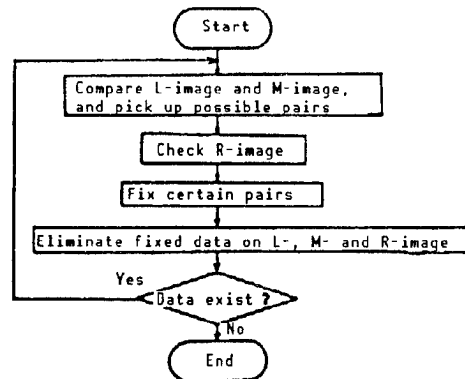 Start
Compare L-image and M-image,
and pick up possible pairs
Check R-image
Fix certain pairs
Eliminate fixed data on L-, M- and R-image
Yes
Data exist ?
No
End